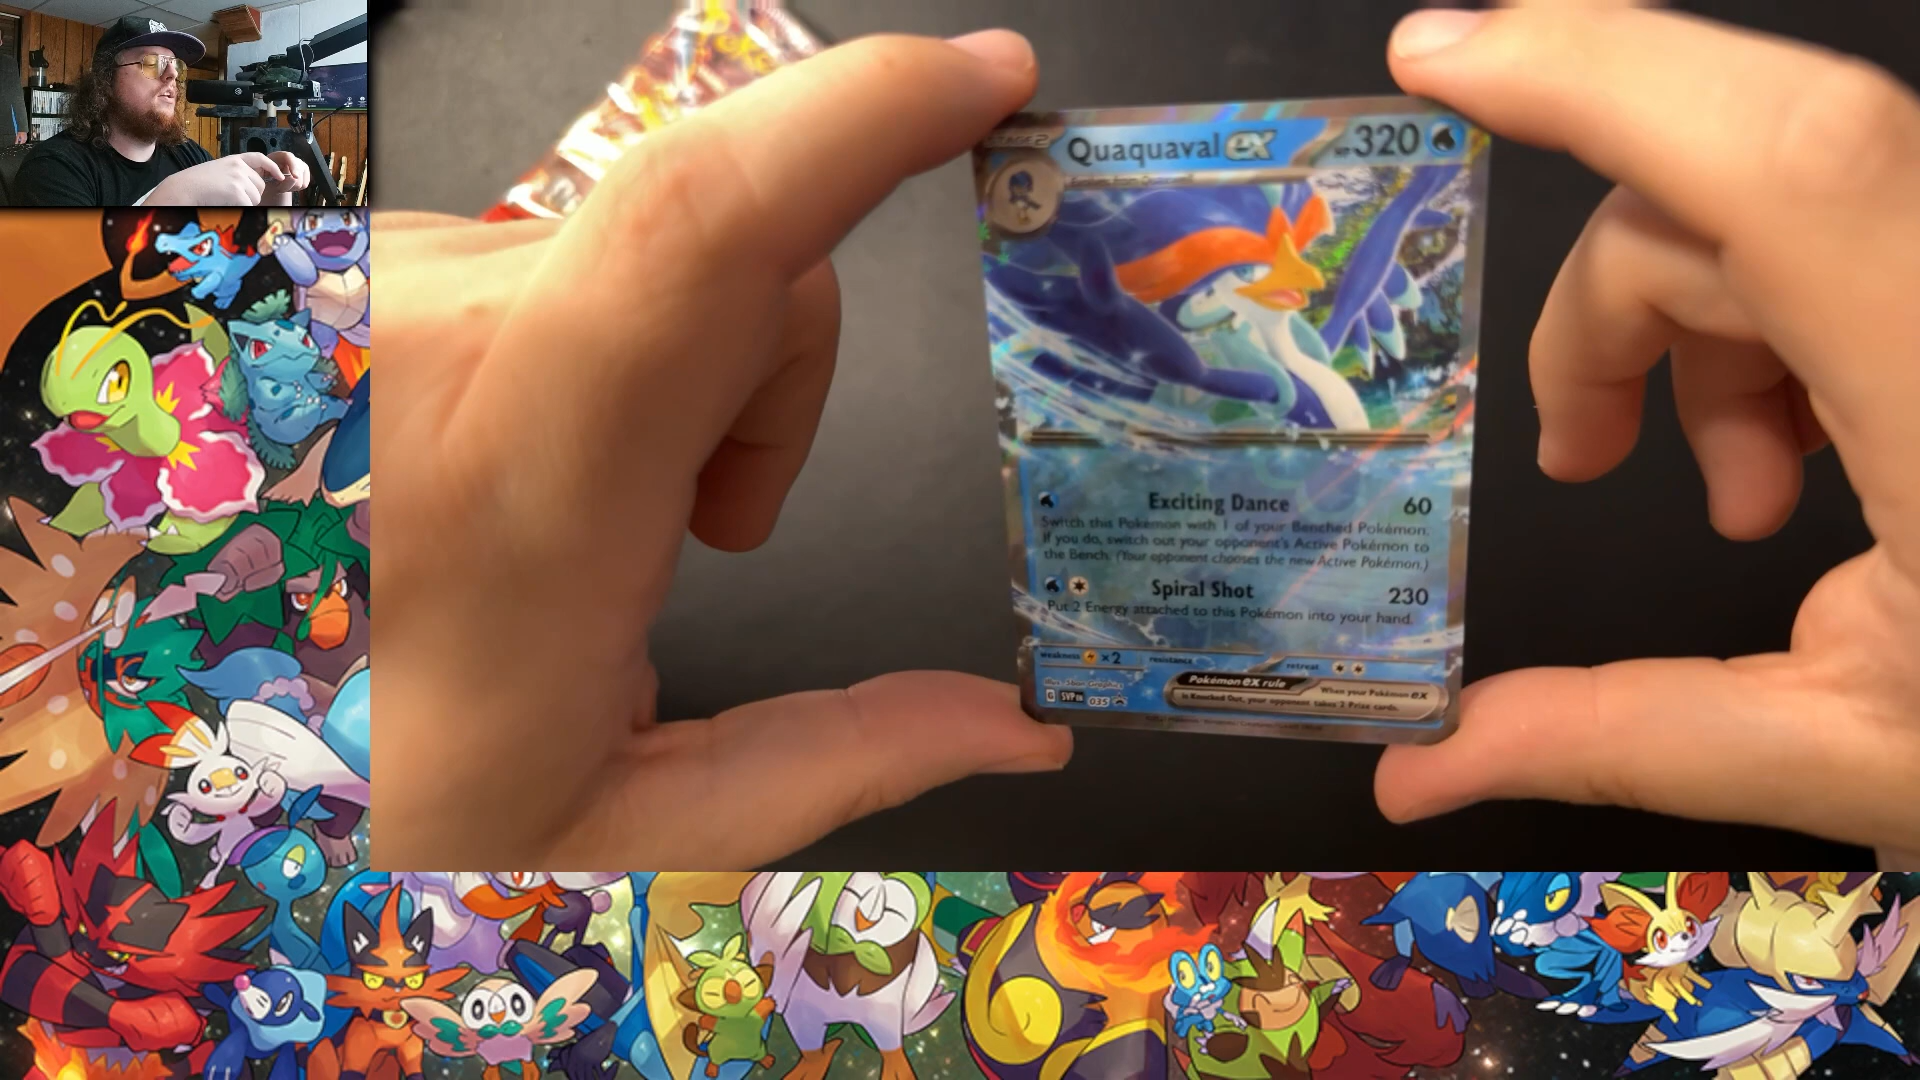 Quaquaval ex HP 320
Exciting Dance 60
Switch this Pokémon with 1 of your Benched Pokémon.
If you do, switch out your opponent's Active Pokémon to
the Bench. (Your opponent chooses the new Active Pokémon.)
Spiral Shot 230
Put 2 Energy attached to this Pokémon into your hand.
weakness ×2 resistance retreat
Pokémon ex rule When your Pokémon ex
is Knocked Out, your opponent takes 2 Prize cards.
G SVP EN 035